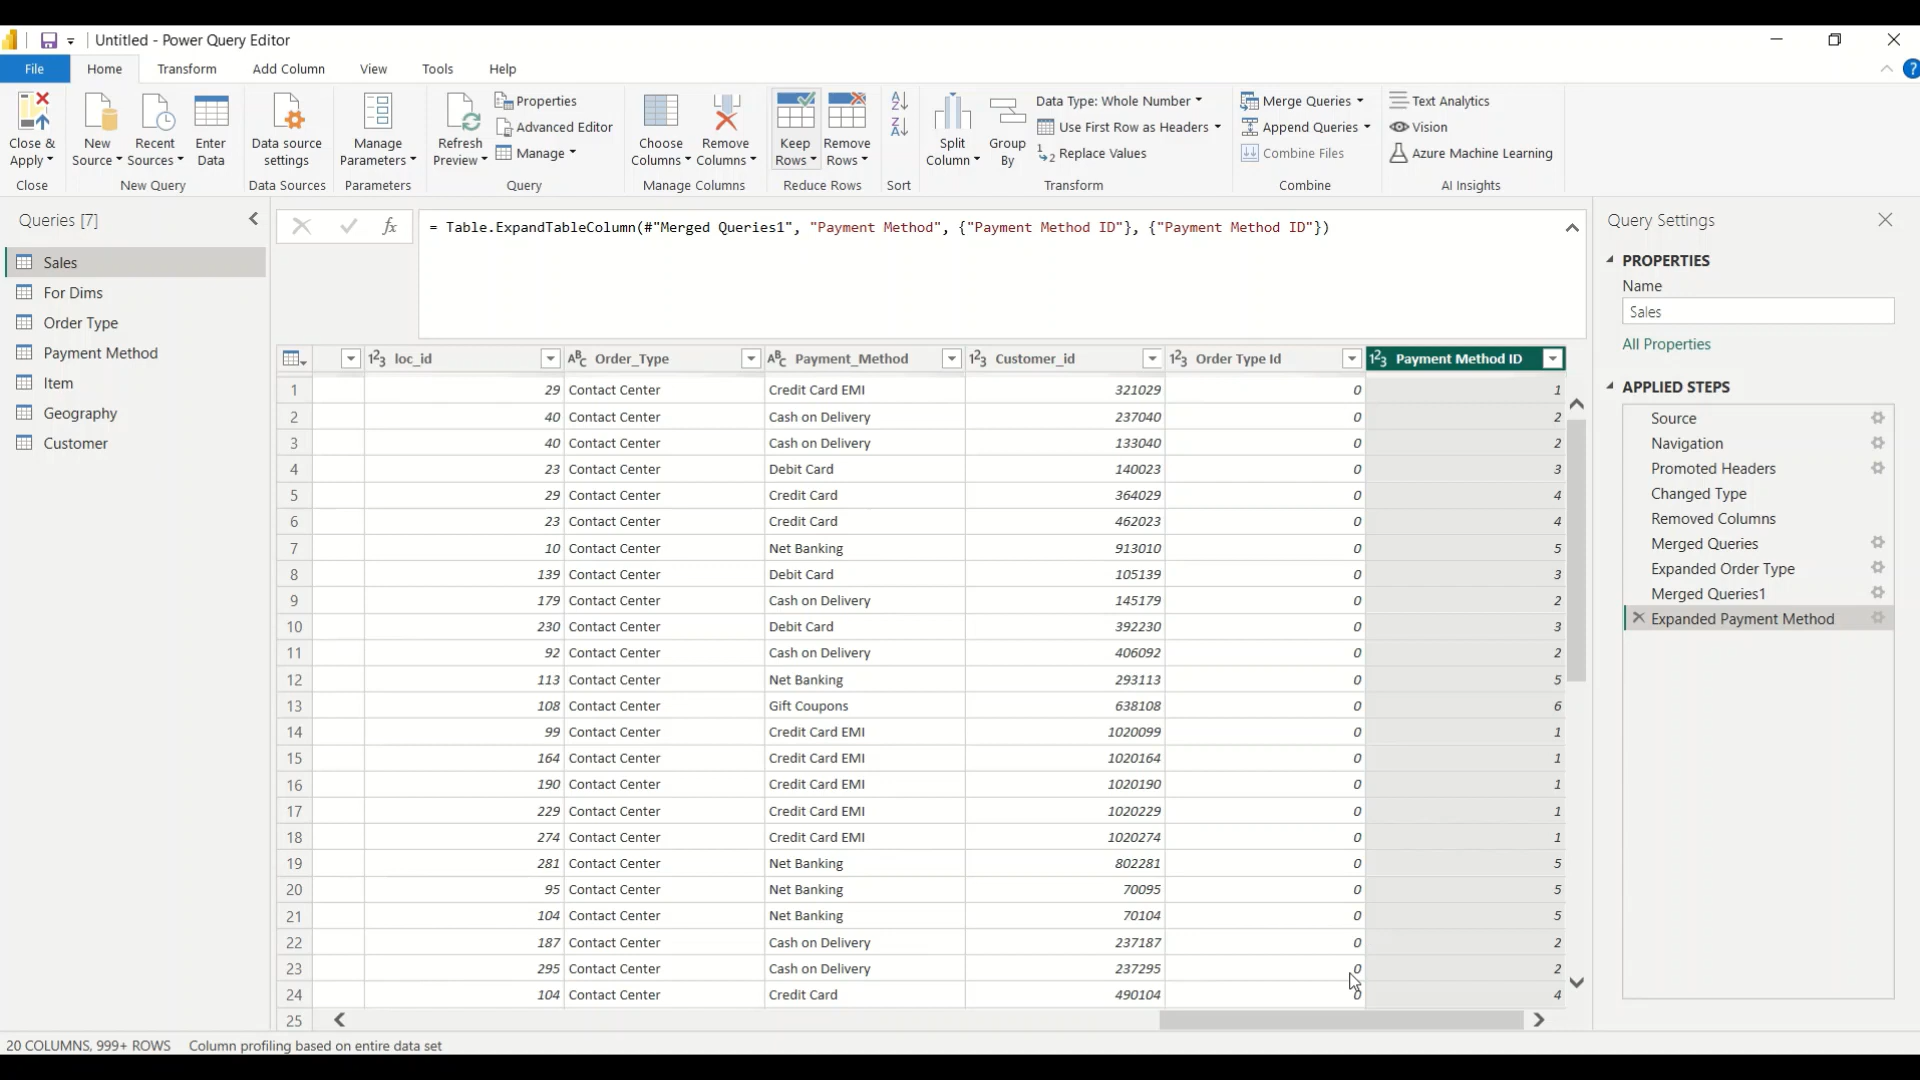 Untitled - Power Query Editor
File Home Transform Add Column View Tools Help
Close & Apply
New Source
Recent Sources
Enter Data
Data source settings
Manage Parameters
Refresh Preview
Properties
Advanced Editor
Manage
Choose Columns
Remove Columns
Keep Rows
Remove Rows
A
Z
Z
A
Split Column
Group By
Data Type: Whole Number
Use First Row as Headers
1 2 Replace Values
Merge Queries
Append Queries
Combine Files
Text Analytics
Vision
Azure Machine Learning
?
Close New Query Data Sources Parameters Query Manage Columns Reduce Rows Sort Transform Combine AI Insights
Queries [7]
Sales
For Dims
Order Type
Payment Method
Item
Geography
Customer
fx
= Table.ExpandTableColumn(#"Merged Queries1", "Payment Method", {"Payment Method ID"}, {"Payment Method ID"})
123 loc_id ABC Order_Type ABC Payment_Method 123 Customer_id 123 Order Type Id 123 Payment Method ID
1 29 Contact Center Credit Card EMI 321029 0 1
2 40 Contact Center Cash on Delivery 237040 0 2
3 40 Contact Center Cash on Delivery 133040 0 2
4 23 Contact Center Debit Card 140023 0 3
5 29 Contact Center Credit Card 364029 0 4
6 23 Contact Center Credit Card 462023 0 4
7 10 Contact Center Net Banking 913010 0 5
8 139 Contact Center Debit Card 105139 0 3
9 179 Contact Center Cash on Delivery 145179 0 2
10 230 Contact Center Debit Card 392230 0 3
11 92 Contact Center Cash on Delivery 406092 0 2
12 113 Contact Center Net Banking 293113 0 5
13 108 Contact Center Gift Coupons 638108 0 6
14 99 Contact Center Credit Card EMI 1020099 0 1
15 164 Contact Center Credit Card EMI 1020164 0 1
16 190 Contact Center Credit Card EMI 1020190 0 1
17 229 Contact Center Credit Card EMI 1020229 0 1
18 274 Contact Center Credit Card EMI 1020274 0 1
19 281 Contact Center Net Banking 802281 0 5
20 95 Contact Center Net Banking 70095 0 5
21 104 Contact Center Net Banking 70104 0 5
22 187 Contact Center Cash on Delivery 237187 0 2
23 295 Contact Center Cash on Delivery 237295 0 2
24 104 Contact Center Credit Card 490104 0 4
25
Query Settings
PROPERTIES
Name
Sales
All Properties
APPLIED STEPS
Source
Navigation
Promoted Headers
Changed Type
Removed Columns
Merged Queries
Expanded Order Type
Merged Queries1
Expanded Payment Method
20 COLUMNS, 999+ ROWS Column profiling based on entire data set